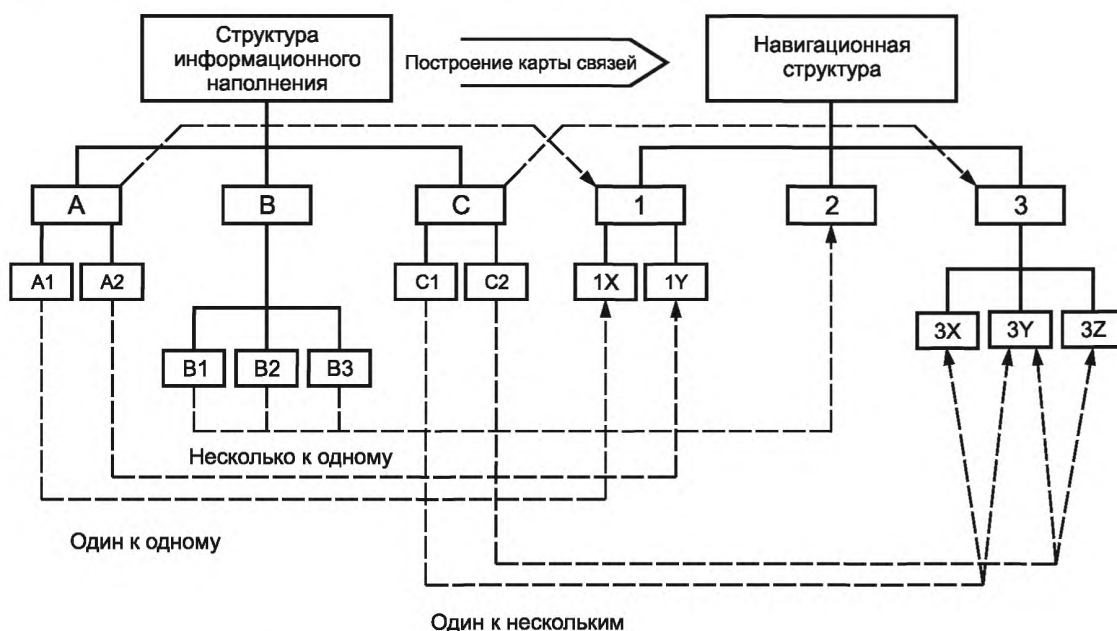 Структура
информационного
наполнения
Построение карты связей
Навигационная
структура
A
B
C
1
2
3
A1
A2
C1
C2
1X
1Y
3X
3Y
3Z
B1
B2
B3
Несколько к одному
Один к одному
Один к нескольким